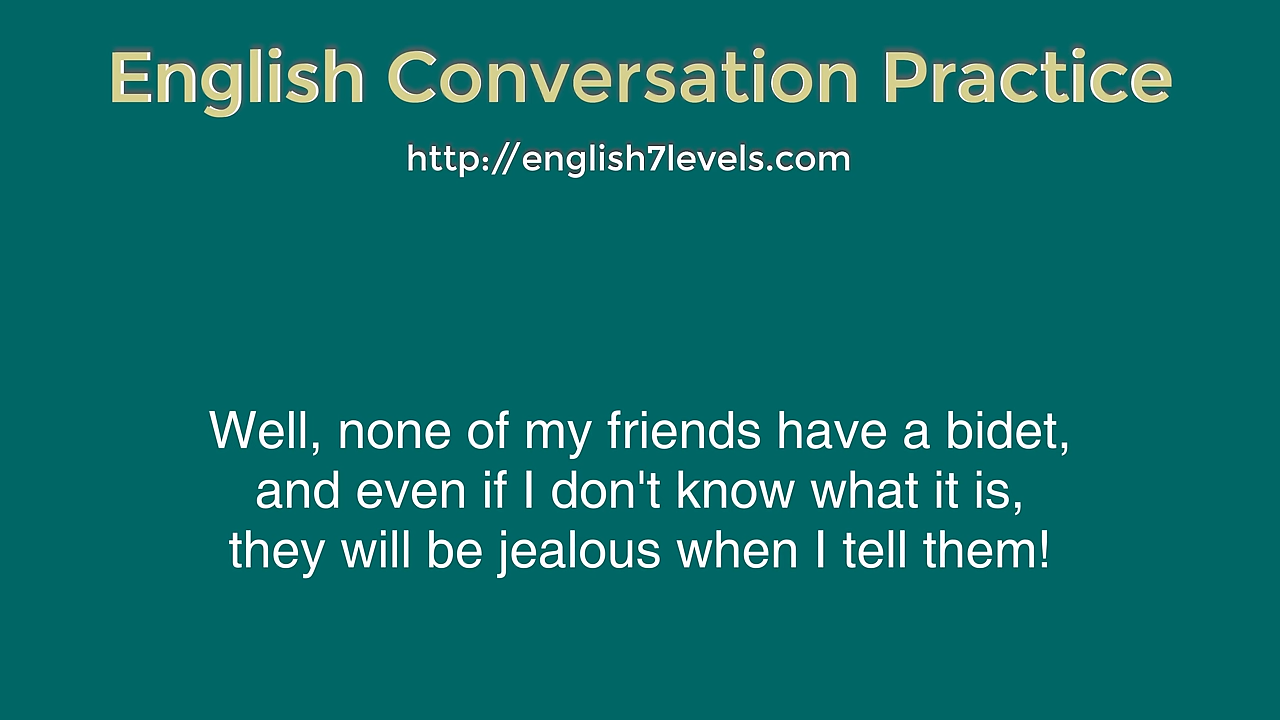 English Conversation Practice
http://english7levels.com
Well, none of my friends have a bidet,
and even if I don't know what it is,
they will be jealous when I tell them!